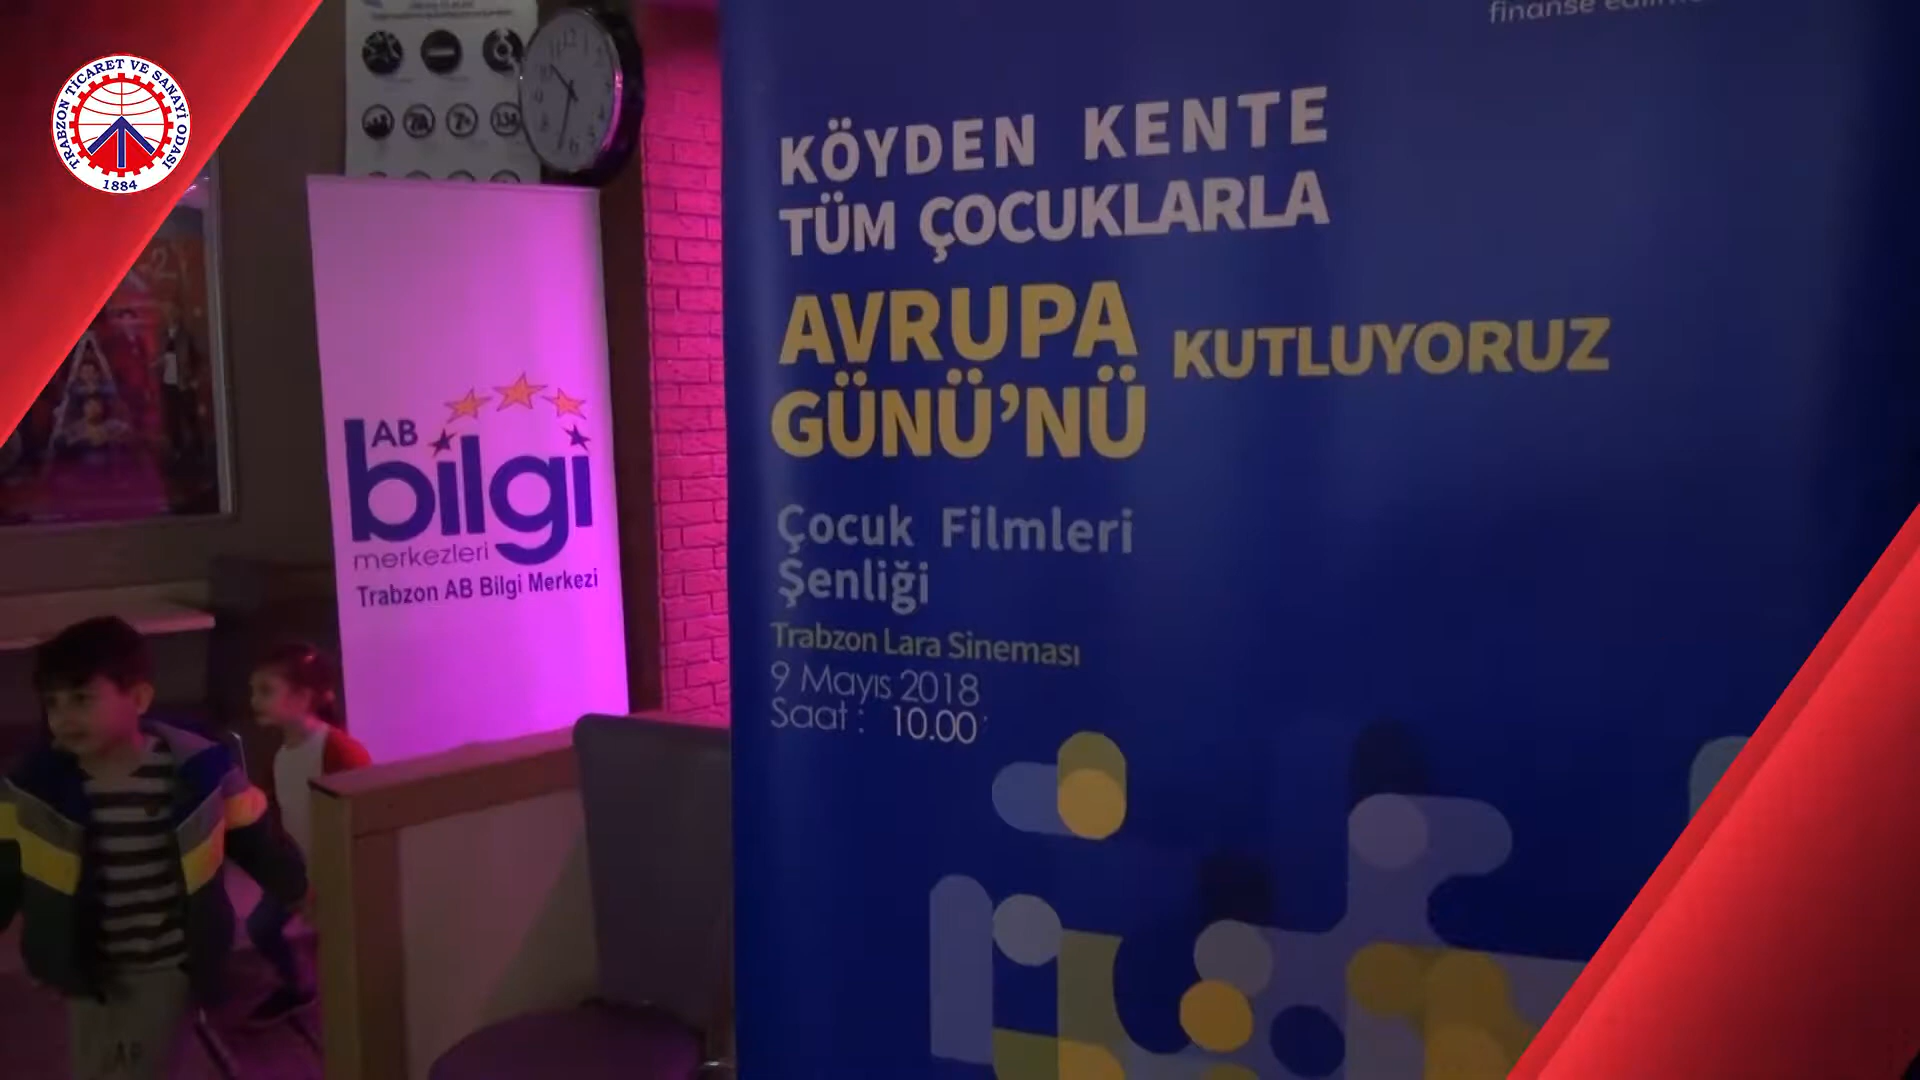 TRABZON TİCARET VE SANAYİ ODASI
1884
finanse
KÖYDEN KENTE
TÜM ÇOCUKLARLA
AVRUPA
GÜNÜ'NÜ
KUTLUYORUZ
Çocuk Filmleri
Şenliği
Trabzon Lara Sineması
9 Mayıs 2018
Saat : 10.00
AB
bilgi
merkezleri
Trabzon AB Bilgi Merkezi